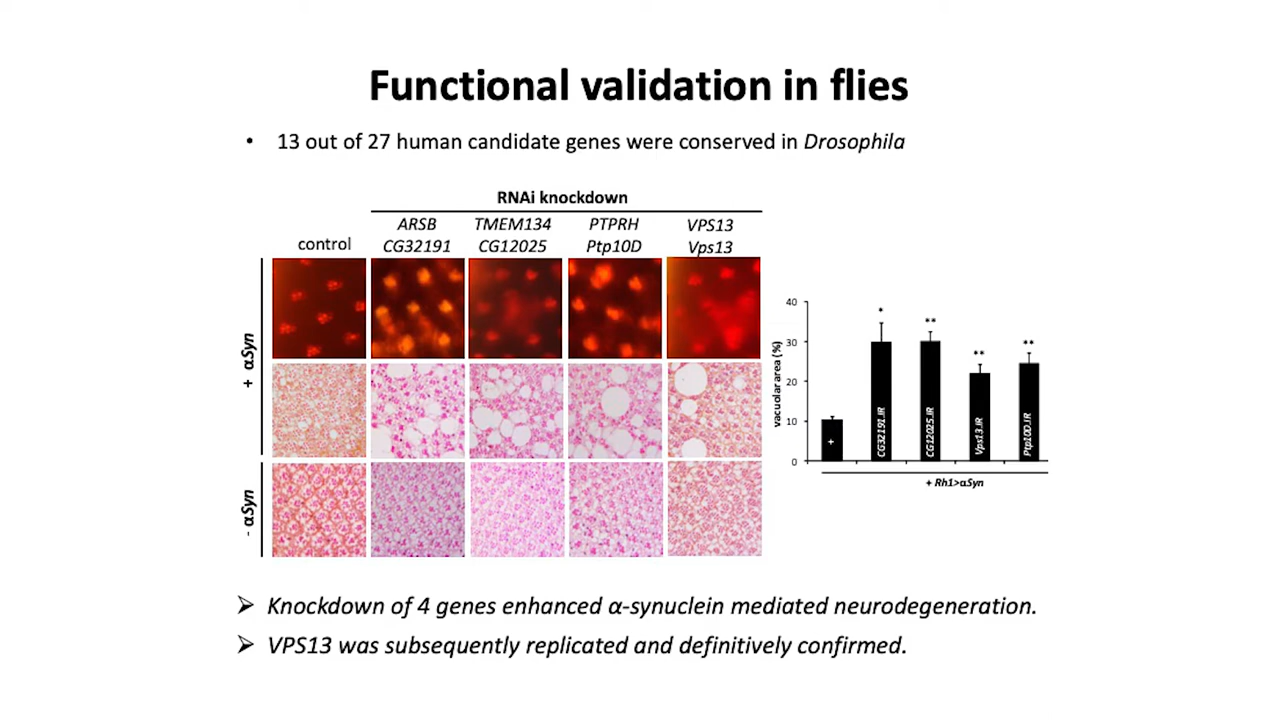 Functional validation in flies
• 13 out of 27 human candidate genes were conserved in Drosophila
RNAi knockdown
control
ARSB
CG32191
TMEM134
CG12025
PTPRH
Ptp10D
VPS13
Vps13
+ αSyn
- αSyn
vacuolar area (%)
40
30
20
10
0
*
**
**
**
+
CG32191.IR
CG12025.IR
Vps13.IR
Ptp10D.IR
+ Rh1>αSyn
➢ Knockdown of 4 genes enhanced α-synuclein mediated neurodegeneration.
➢ VPS13 was subsequently replicated and definitively confirmed.